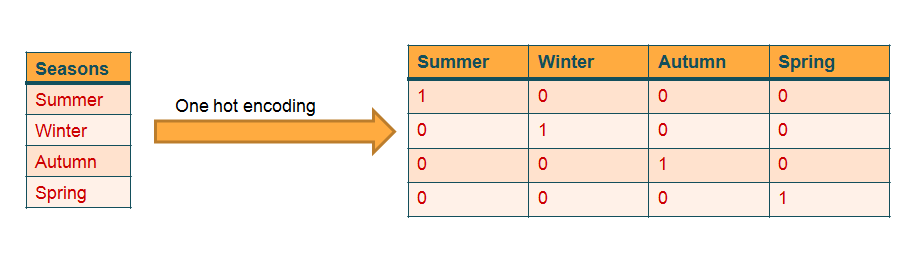 Seasons
Summer
Winter
Autumn
Spring
One hot encoding
Summer Winter Autumn Spring
1 0 0 0
0 1 0 0
0 0 1 0
0 0 0 1